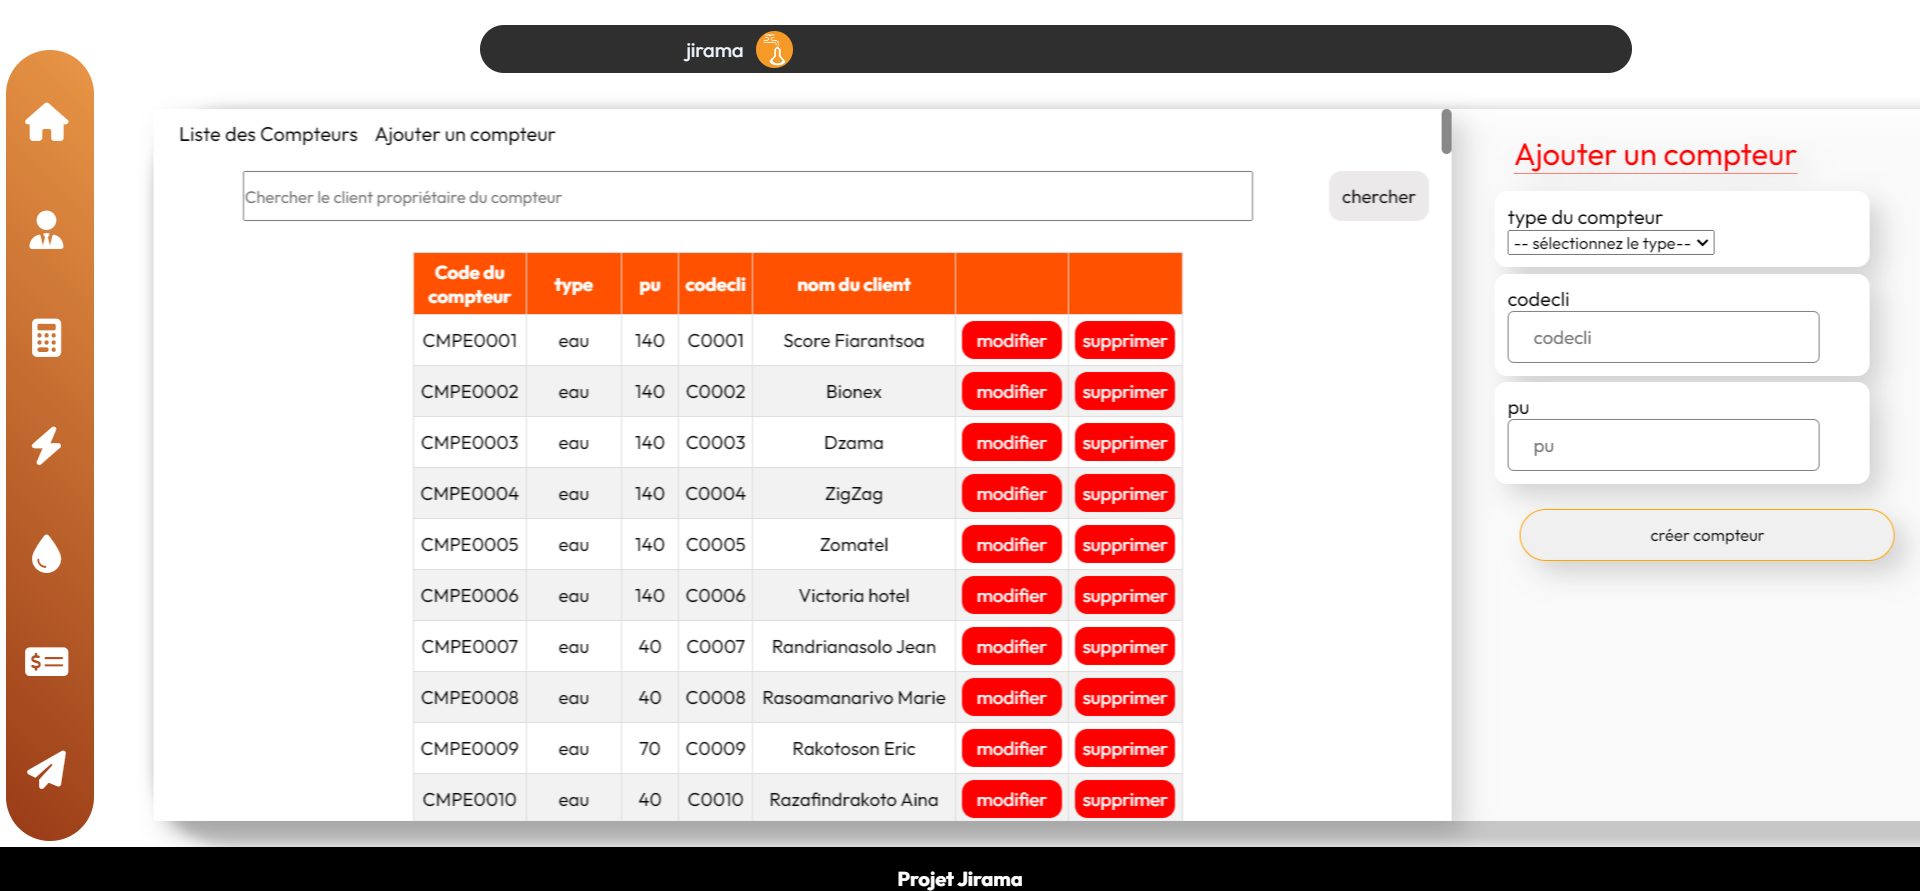 jirama
Liste des Compteurs Ajouter un compteur
Chercher le client propriétaire du compteur
chercher
Code du compteur type pu codecli nom du client
CMPE0001 eau 140 C0001 Score Fiarantsoa modifier supprimer
CMPE0002 eau 140 C0002 Bionex modifier supprimer
CMPE0003 eau 140 C0003 Dzama modifier supprimer
CMPE0004 eau 140 C0004 ZigZag modifier supprimer
CMPE0005 eau 140 C0005 Zomatel modifier supprimer
CMPE0006 eau 140 C0006 Victoria hotel modifier supprimer
CMPE0007 eau 40 C0007 Randrianasolo Jean modifier supprimer
CMPE0008 eau 40 C0008 Rasoamanarivo Marie modifier supprimer
CMPE0009 eau 70 C0009 Rakotoson Eric modifier supprimer
CMPE0010 eau 40 C0010 Razafindrakoto Aina modifier supprimer
Ajouter un compteur
type du compteur
-- sélectionnez le type--
codecli
codecli
pu
pu
créer compteur
Projet Jirama